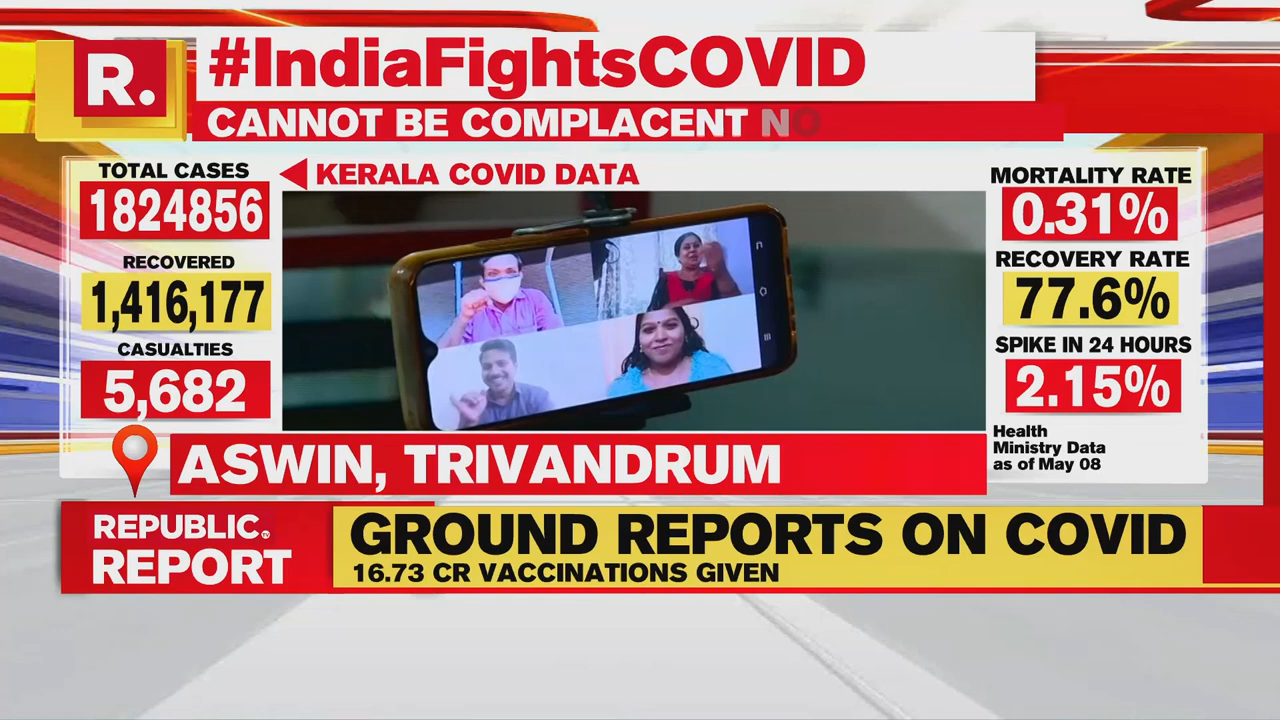 R.
#IndiaFightsCOVID
CANNOT BE COMPLACENT NO
TOTAL CASES
1824856
RECOVERED
1,416,177
CASUALTIES
5,682
KERALA COVID DATA
MORTALITY RATE
0.31%
RECOVERY RATE
77.6%
SPIKE IN 24 HOURS
2.15%
Health
Ministry Data
as of May 08
ASWIN, TRIVANDRUM
REPUBLIC TV
REPORT
GROUND REPORTS ON COVID
16.73 CR VACCINATIONS GIVEN